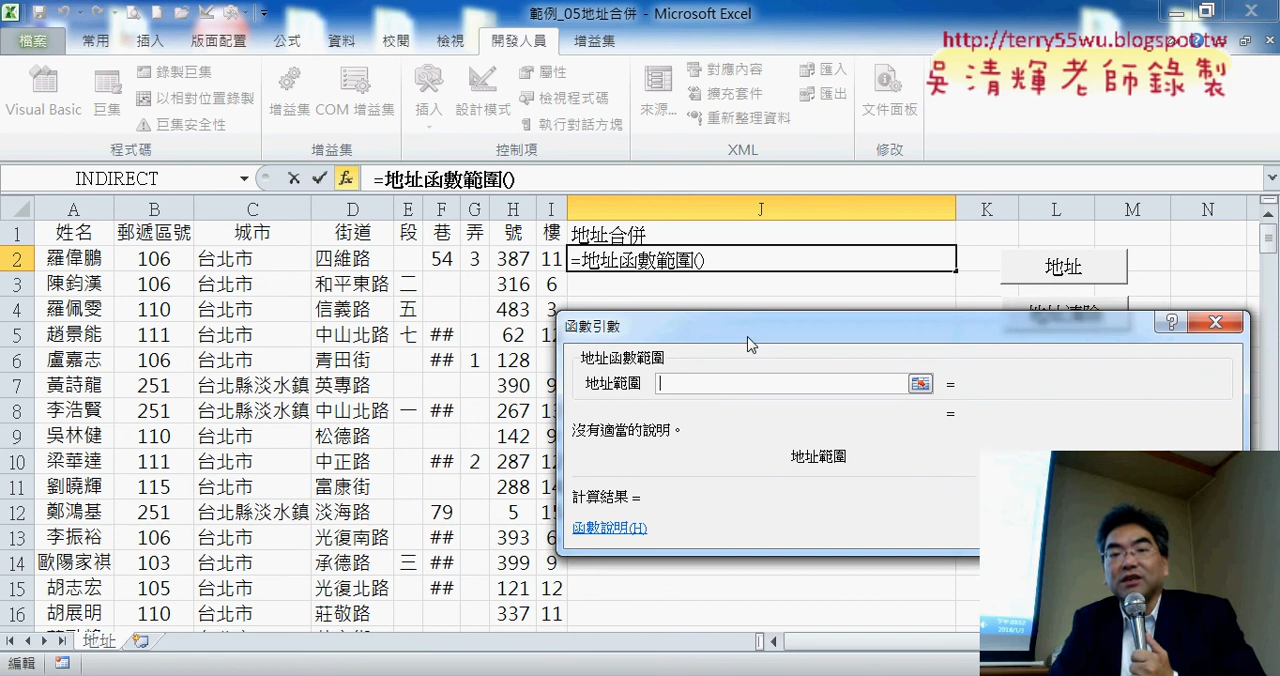 範例_05地址合併 - Microsoft Excel
檔案 常用 插入 版面配置 公式 資料 校閱 檢視 開發人員 增益集
http://terry55wu.blogspot.tw
吳清輝老師錄製
Visual Basic 巨集 錄製巨集 以相對位置錄製 巨集安全性 增益集 COM 增益集 插入 設計模式 屬性 檢視程式碼 執行對話方塊 來源... 對應內容 擴充套件 重新整理資料 匯入 匯出 文件面板
程式碼 增益集 控制項 XML 修改
INDIRECT fx =地址函數範圍()
A B C D E F G H I J K L M N
1 姓名 郵遞區號 城市 街道 段 巷 弄 號 樓 地址合併
2 羅偉鵬 106 台北市 四維路 54 3 387 11 =地址函數範圍() 地址
3 陳鈞漢 106 台北市 和平東路 二 316 6
4 羅佩雯 110 台北市 信義路 五 483 3
5 趙景能 111 台北市 中山北路 七 ## 62
6 盧嘉志 106 台北市 青田街 ## 1 128
7 黃詩龍 251 台北縣淡水鎮 英專路 390 9
8 李浩賢 251 台北縣淡水鎮 中山北路 一 ## 267
9 吳林健 110 台北市 松德路 142 9
10 梁華達 111 台北市 中正路 ## 2 287
11 劉曉輝 115 台北市 富康街 288
12 鄭鴻基 251 台北縣淡水鎮 淡海路 79 5
13 李振裕 106 台北市 光復南路 ## 393 6
14 歐陽家祺 103 台北市 承德路 三 ## 399 9
15 胡志宏 105 台北市 光復北路 ## 121 12
16 胡展明 110 台北市 莊敬路 337 11
函數引數
地址函數範圍
地址範圍 =
=
沒有適當的說明。
地址範圍
計算結果 =
函數說明(H)
地址
編輯